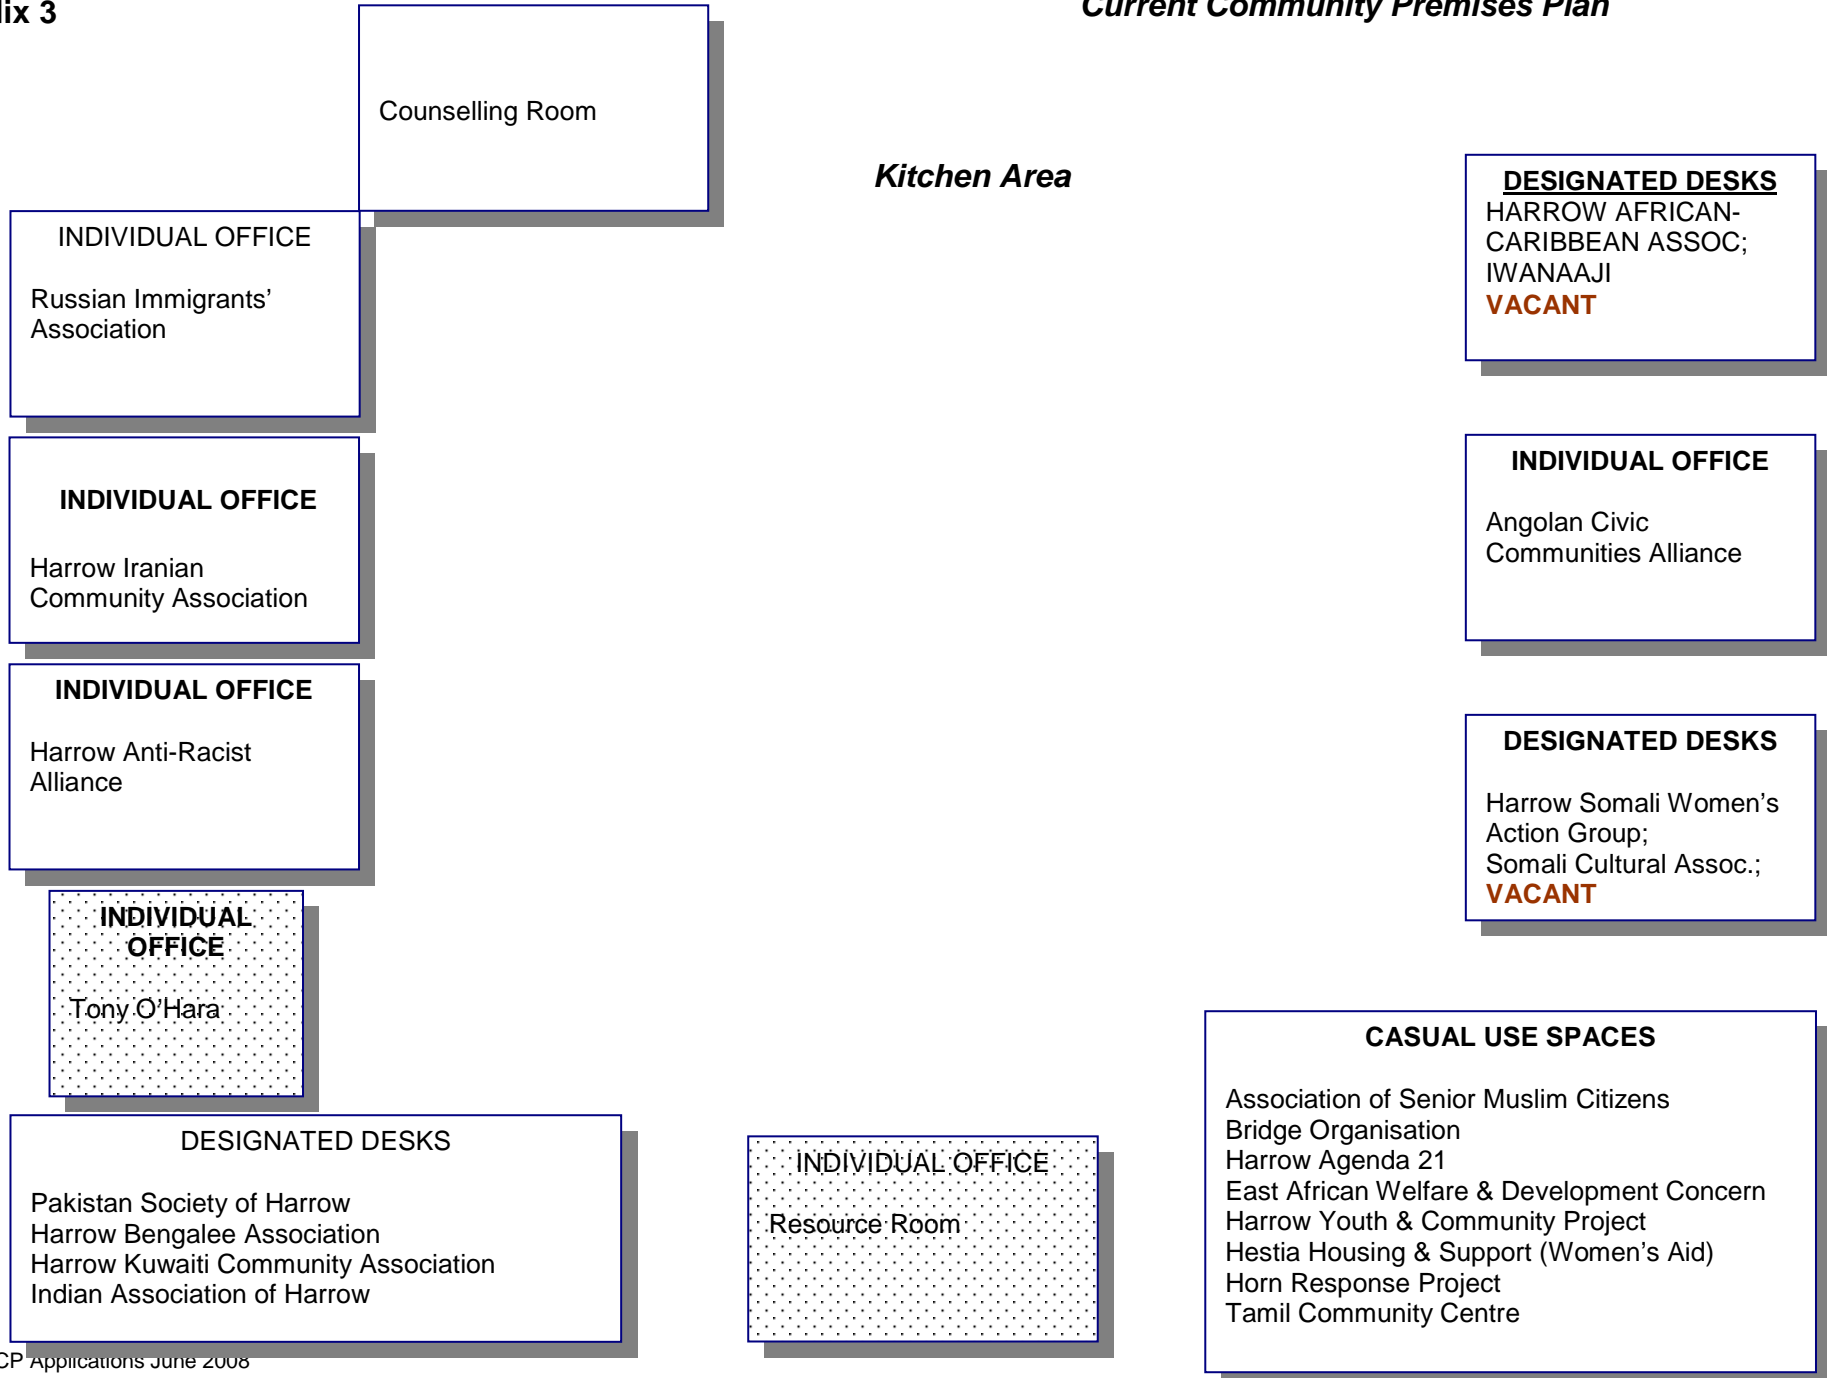 3
Current Community Premises Plan
Counselling Room
Kitchen Area
INDIVIDUAL OFFICE
Russian Immigrants’
Association
INDIVIDUAL OFFICE
Harrow Iranian
Community Association
INDIVIDUAL OFFICE
Harrow Anti-Racist
Alliance
INDIVIDUAL
OFFICE
Tony O’Hara
DESIGNATED DESKS
Pakistan Society of Harrow
Harrow Bengalee Association
Harrow Kuwaiti Community Association
Indian Association of Harrow
INDIVIDUAL OFFICE
Resource Room
DESIGNATED DESKS
HARROW AFRICAN-
CARIBBEAN ASSOC;
IWANAAJI
VACANT
INDIVIDUAL OFFICE
Angolan Civic
Communities Alliance
DESIGNATED DESKS
Harrow Somali Women’s
Action Group;
Somali Cultural Assoc.;
VACANT
CASUAL USE SPACES
Association of Senior Muslim Citizens
Bridge Organisation
Harrow Agenda 21
East African Welfare & Development Concern
Harrow Youth & Community Project
Hestia Housing & Support (Women’s Aid)
Horn Response Project
Tamil Community Centre
CP Applications June 2008